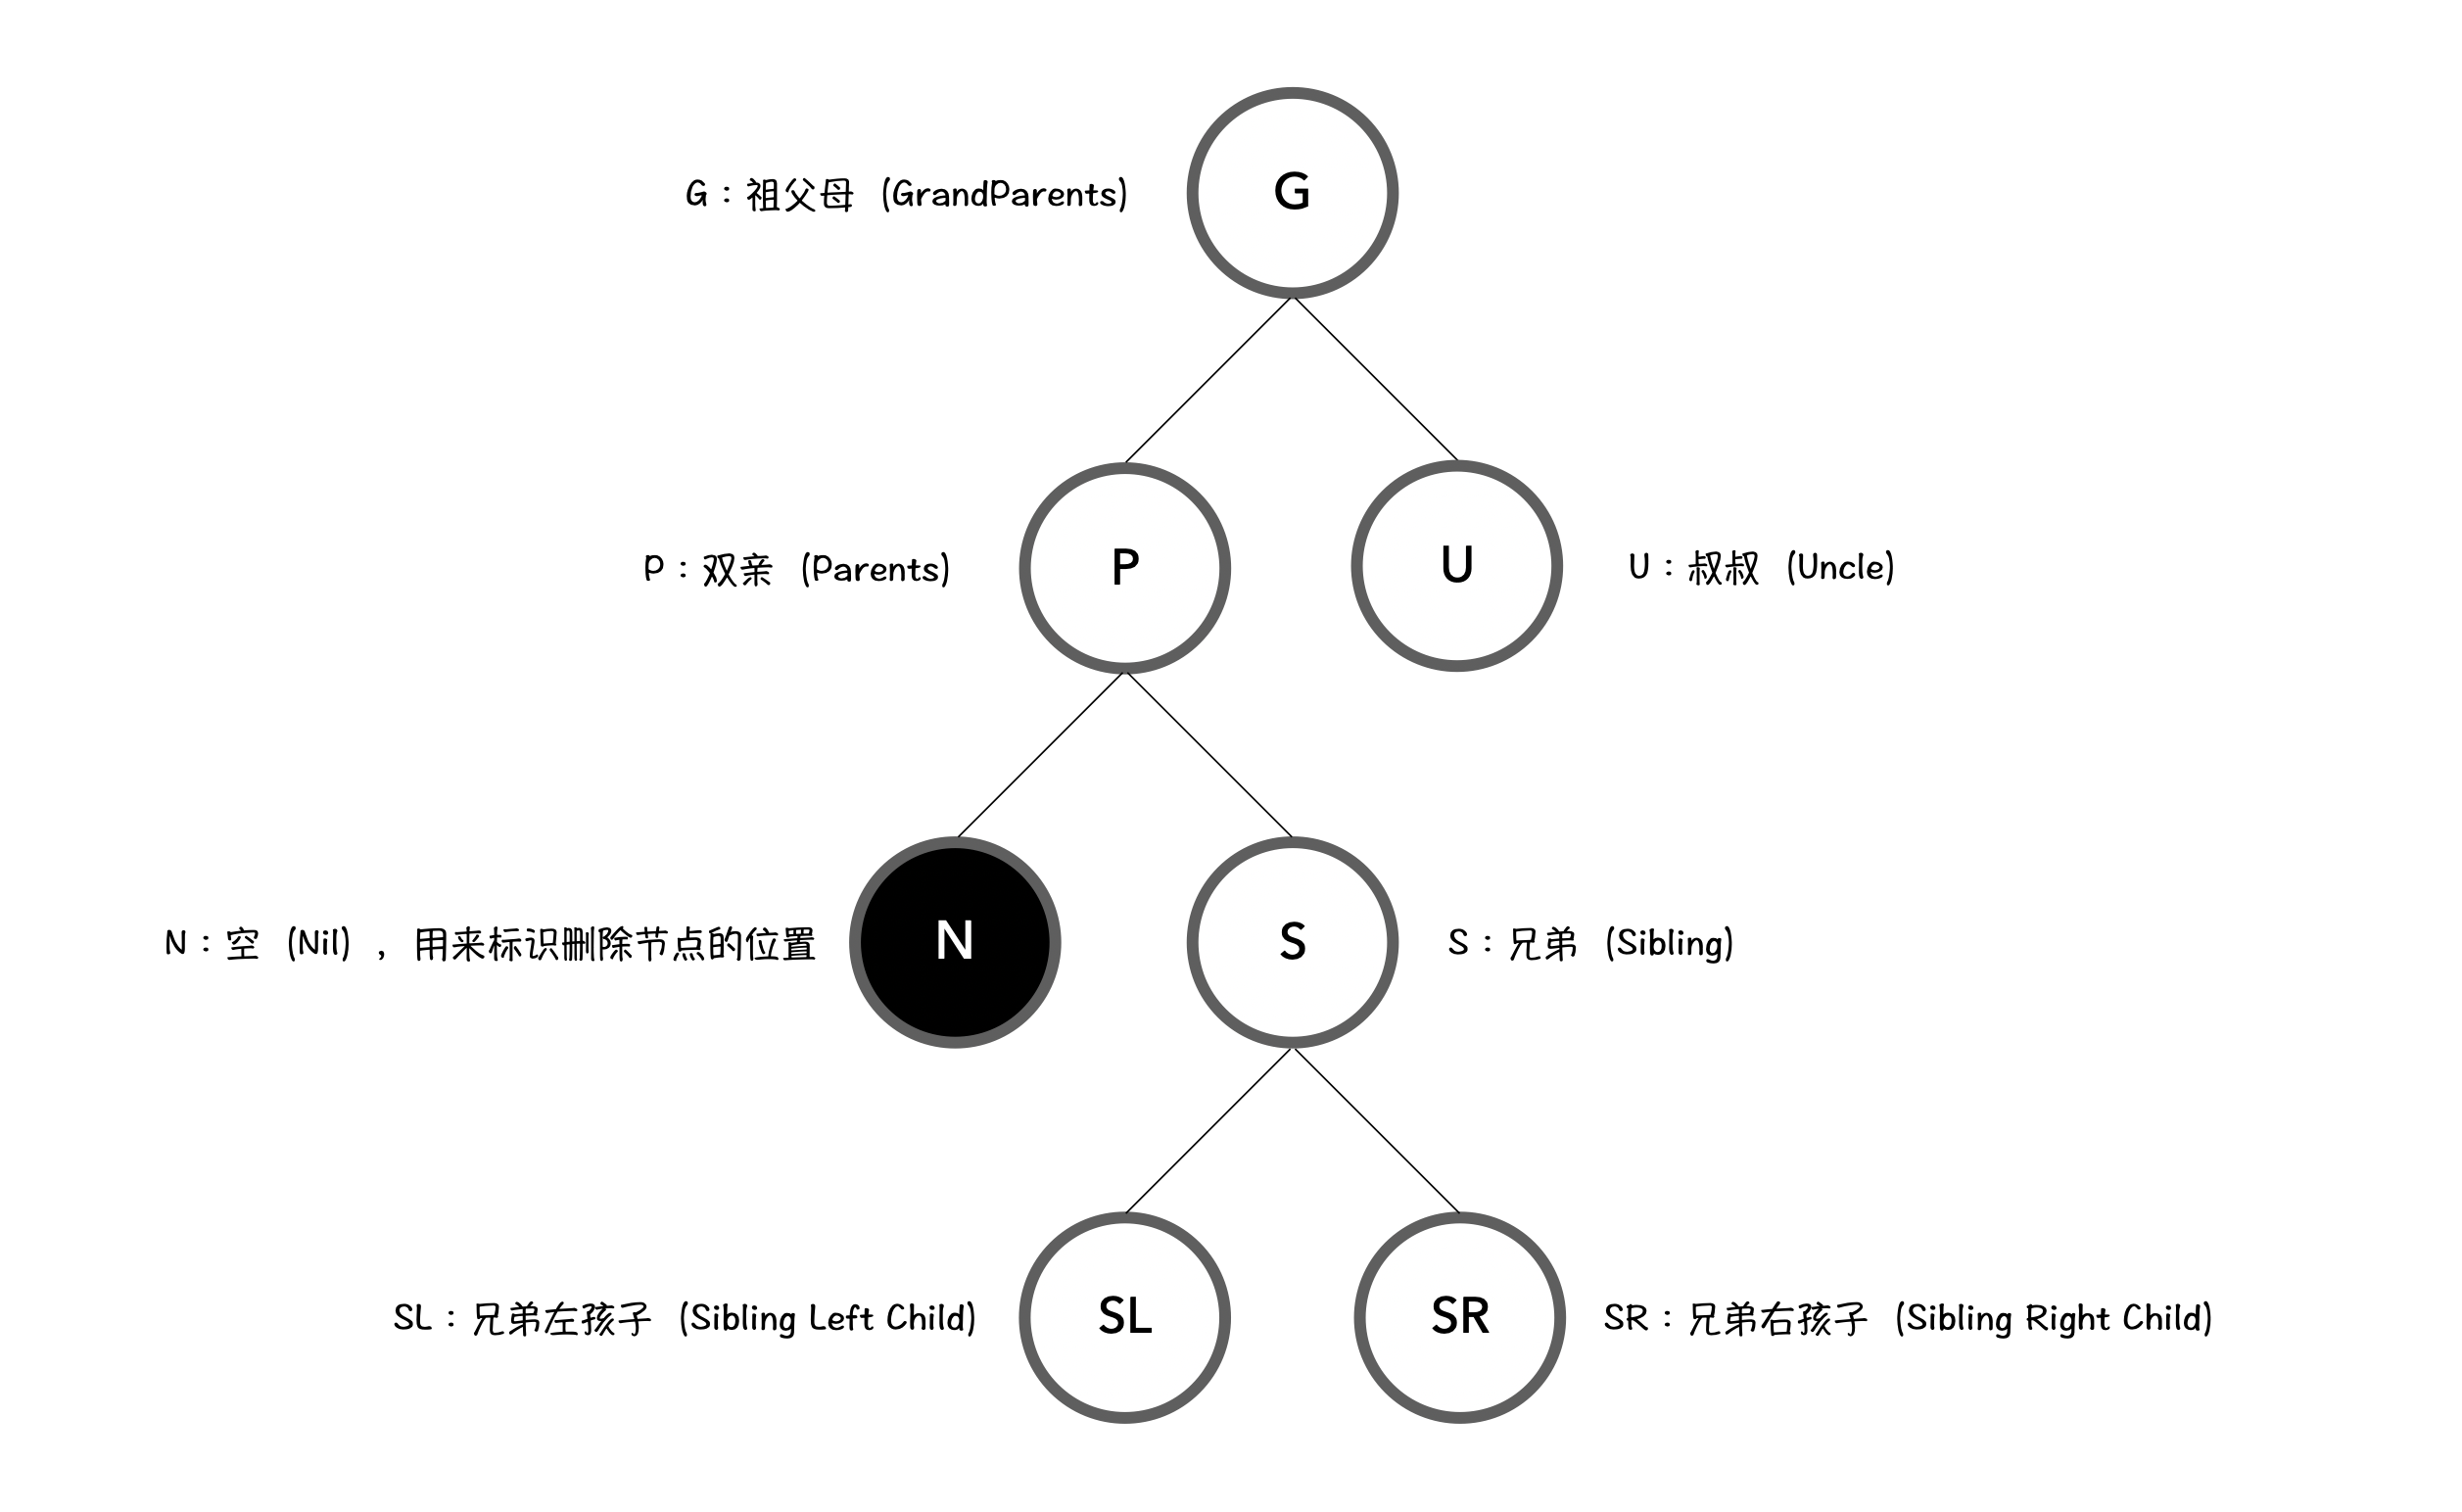 G：祖父母 (GrandParent) G
P：双亲 (Parents) P U U：叔叔 (Uncle)
N：空 (Nil) ，用来标识删除节点的位置 N S S：兄弟 (Sibling)
SL：兄弟左孩子 (Sibling Left Child) SL SR SR：兄弟右孩子 (Sibling Right Child)